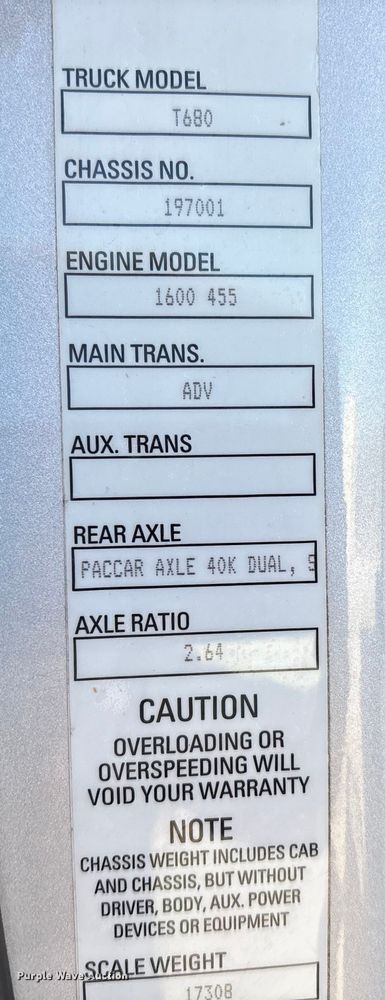 TRUCK MODEL
T680
CHASSIS NO.
197001
ENGINE MODEL
1600 455
MAIN TRANS.
ADV
AUX. TRANS
REAR AXLE
PACCAR AXLE 40K DUAL, 5
AXLE RATIO
2.64
CAUTION
OVERLOADING OR
OVERSPEEDING WILL
VOID YOUR WARRANTY
NOTE
CHASSIS WEIGHT INCLUDES CAB
AND CHASSIS, BUT WITHOUT
DRIVER, BODY, AUX. POWER
DEVICES OR EQUIPMENT
SCALE WEIGHT
17308
Purple Wave Auction